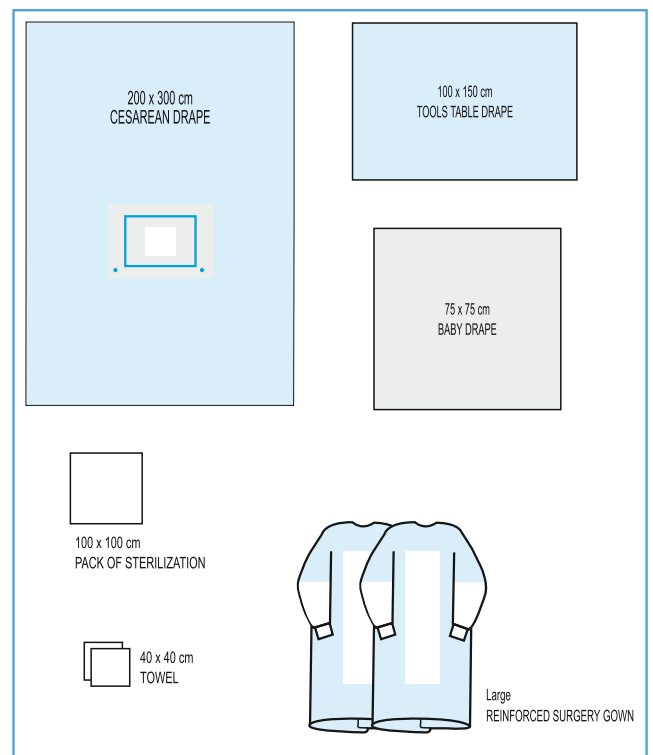 200 x 300 cm
CESAREAN DRAPE
100 x 150 cm
TOOLS TABLE DRAPE
75 x 75 cm
BABY DRAPE
100 x 100 cm
PACK OF STERILIZATION
40 x 40 cm
TOWEL
Large
REINFORCED SURGERY GOWN